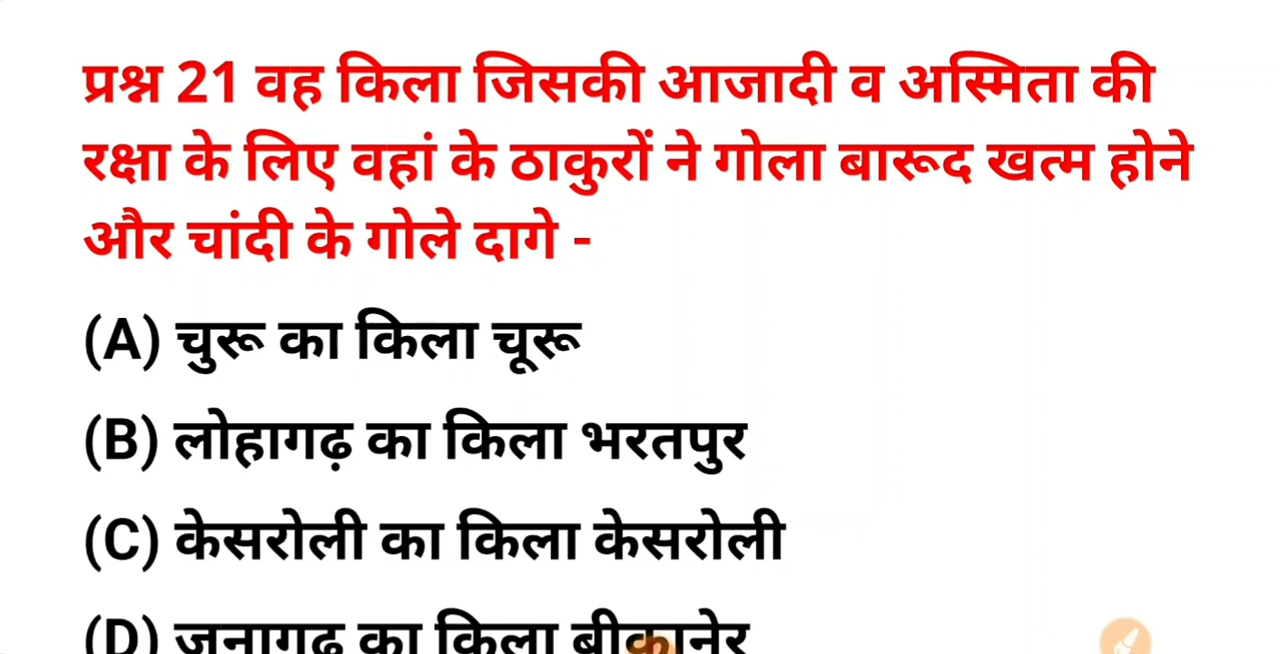 प्रश्न 21 वह किला जिसकी आजादी व अस्मिता की
रक्षा के लिए वहां के ठाकुरों ने गोला बारूद खत्म होने
और चांदी के गोले दागे -
(A) चुरू का किला चूरू
(B) लोहागढ़ का किला भरतपुर
(C) केसरोली का किला केसरोली
(D) जूनागढ़ का किला बीकानेर